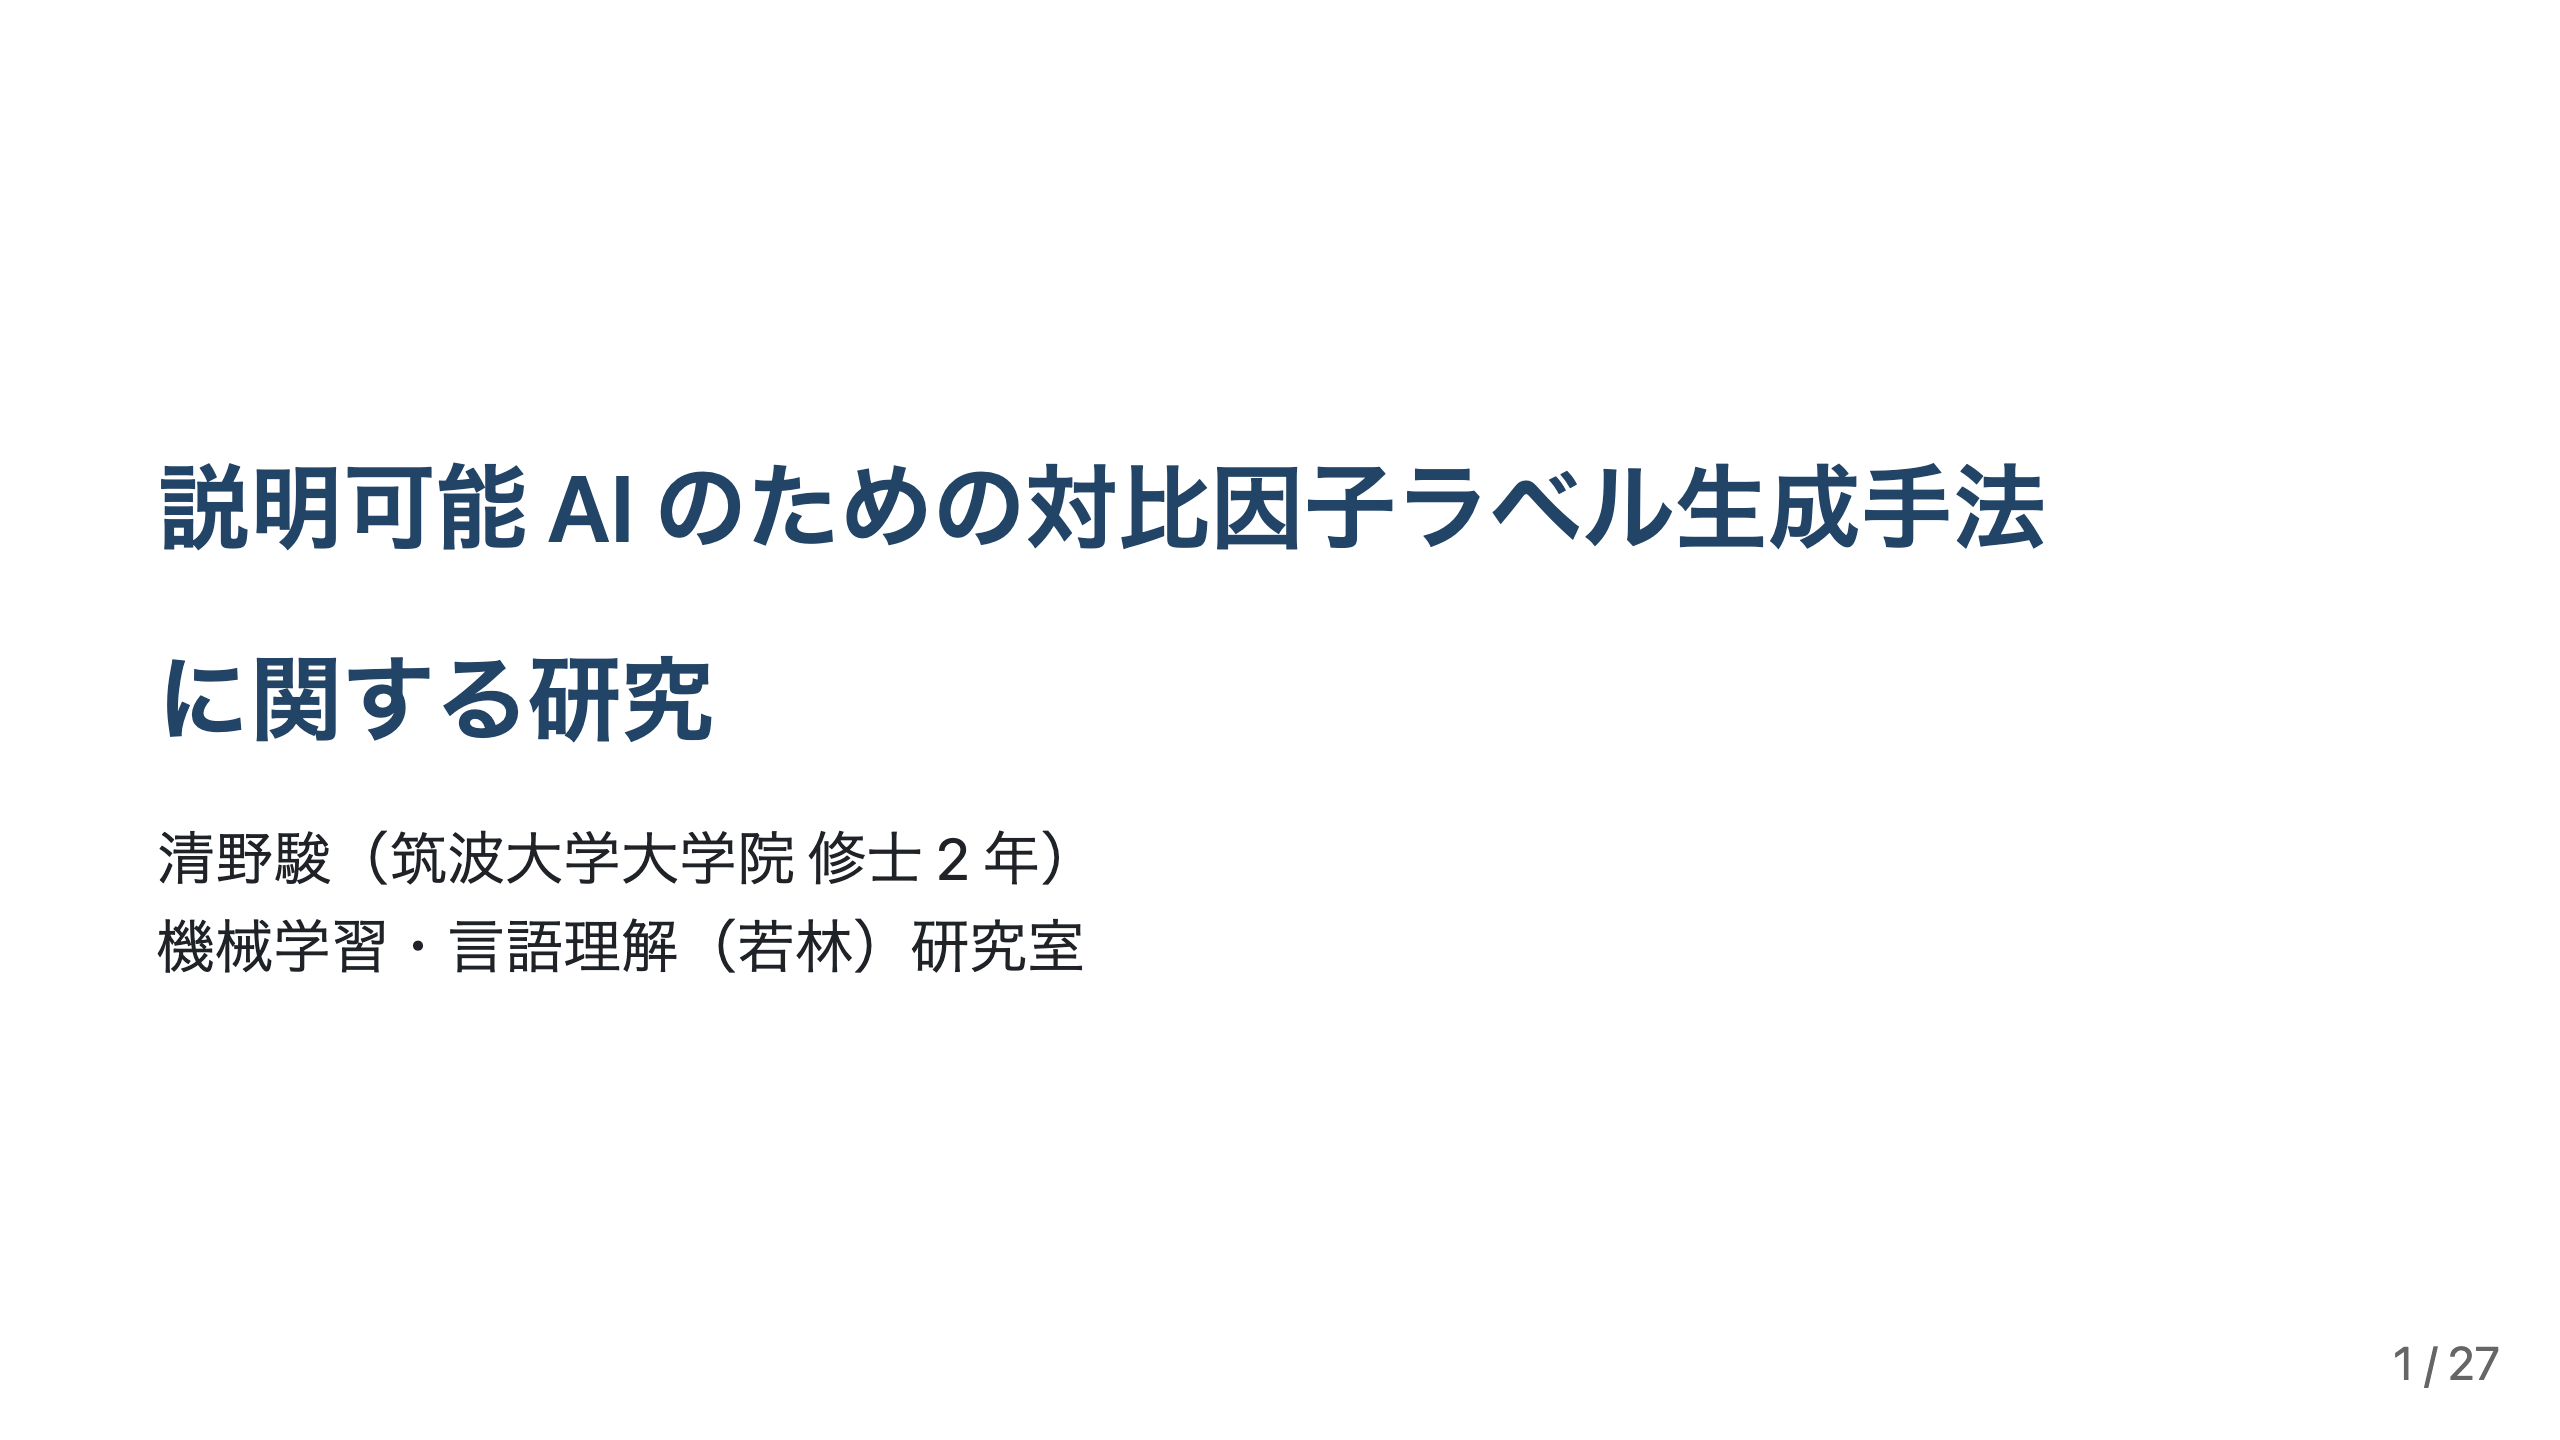 説明可能 AI のための対比因子ラベル生成手法
に関する研究
清野駿（筑波大学大学院 修士 2 年）
機械学習・言語理解（若林）研究室
1 / 27